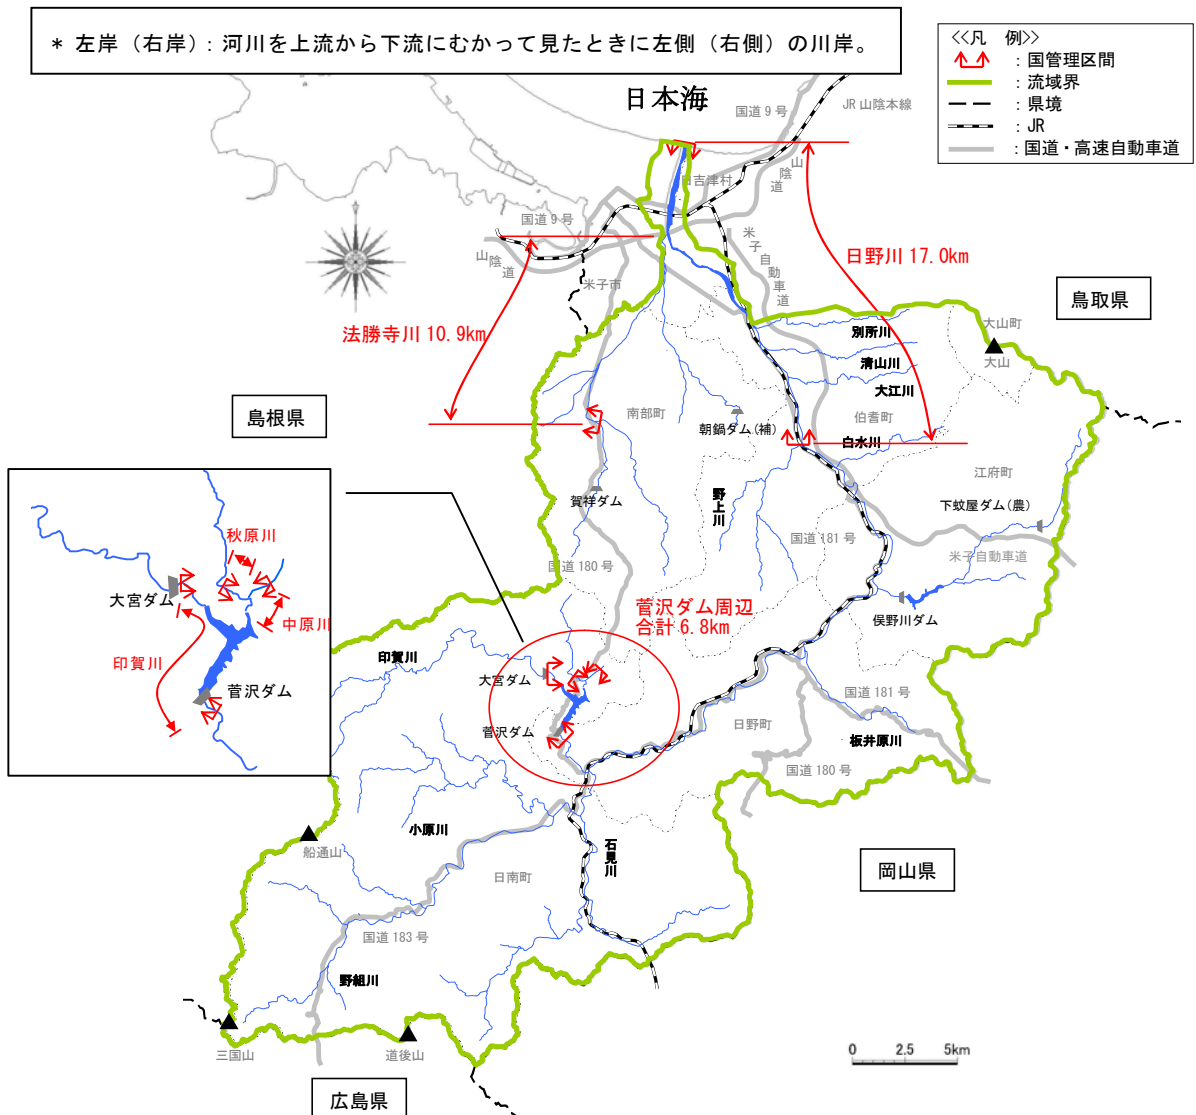 * 左岸（右岸）：河川を上流から下流にむかって見たときに左側（右側）の川岸。
≪凡　例≫
：国管理区間
：流域界
：県境
：JR
：国道・高速自動車道
日本海
国道9号
JR山陰本線
山陰道
日吉津村
国道9号
山陰道
米子自動車道
米子市
日野川 17.0km
法勝寺川 10.9km
鳥取県
島根県
別所川
清山川
大江川
大山町
大山
南部町
朝鍋ダム(補)
伯耆町
白水川
江府町
下蚊屋ダム(農)
賀祥ダム
野上川
国道181号
米子自動車道
国道180号
俣野川ダム
菅沢ダム周辺
合計 6.8km
秋原川
大宮ダム
中原川
印賀川
菅沢ダム
印賀川
大宮ダム
菅沢ダム
国道181号
日野町
板井原川
国道180号
小原川
石見川
船通山
日南町
岡山県
国道183号
野組川
三国山
道後山
広島県
0 2.5 5km